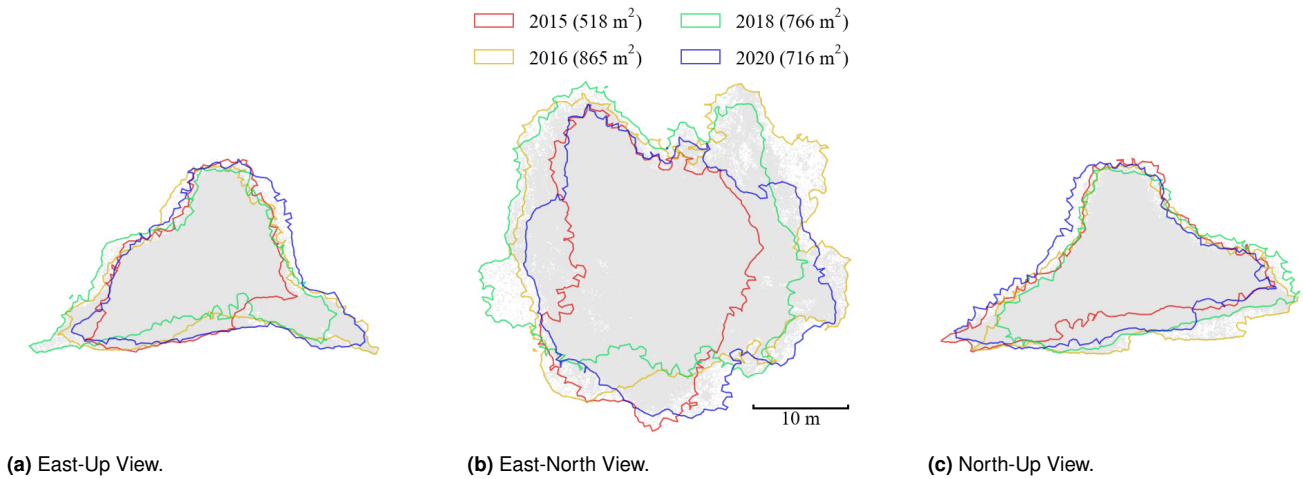 2015 (518 m²)
2018 (766 m²)
2016 (865 m²)
2020 (716 m²)
10 m
(a) East-Up View.
(b) East-North View.
(c) North-Up View.